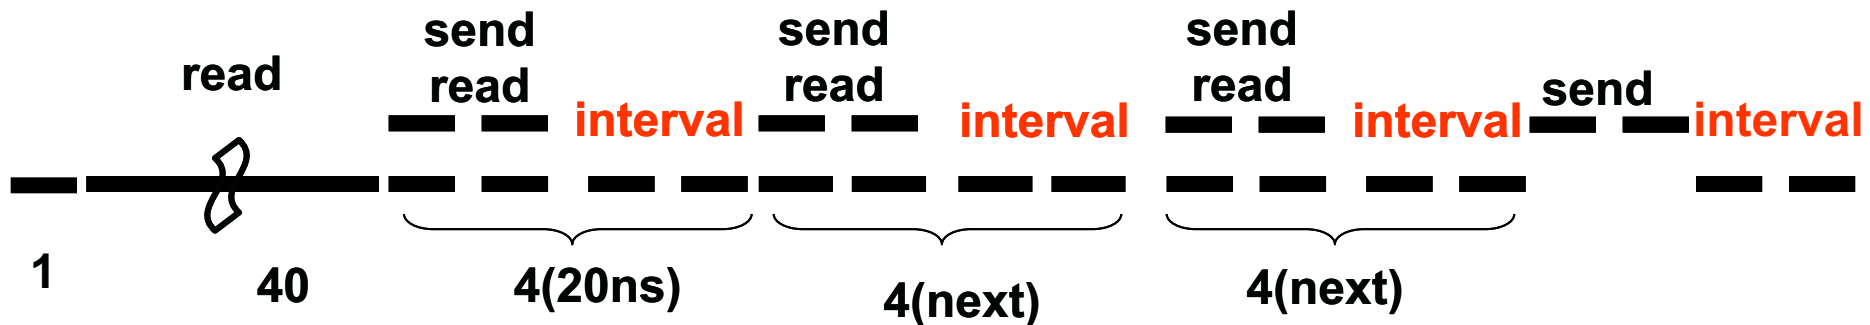 read
send
read
interval
send
read
interval
send
read
interval
send
interval
1
40
4(20ns)
4(next)
4(next)